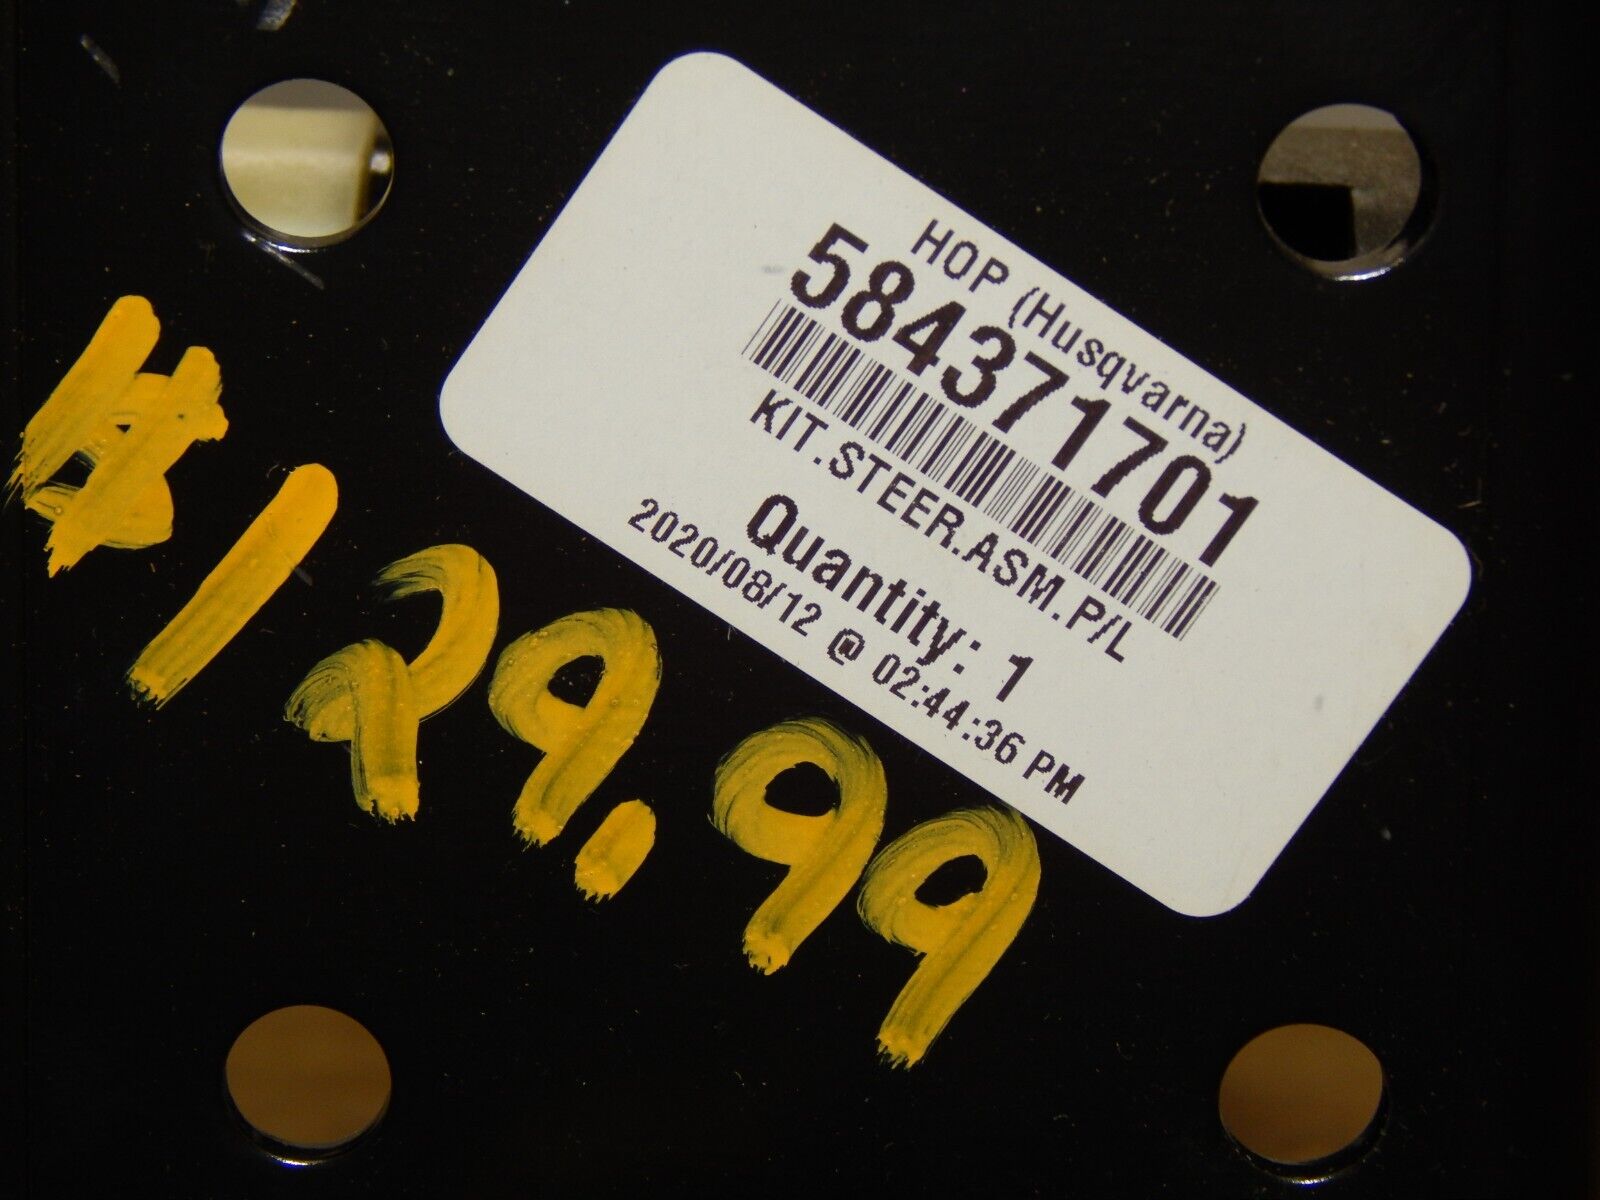 HOP (Husqvarna)
584371701
KIT.STEER.ASM.P/L
Quantity: 1
2020/08/12 @ 02:44:36 PM
$129.99